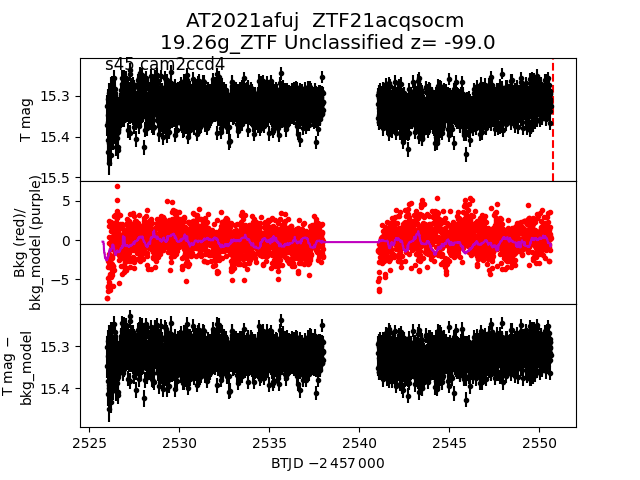 AT2021afuj  ZTF21acqsocm
19.26g_ZTF Unclassified z= -99.0
s45 cam2ccd4
T mag
15.3
15.4
15.5
Bkg (red)/
bkg_model (purple)
5
0
−5
T mag −
bkg_model
15.3
15.4
2525
2530
2535
2540
2545
2550
BTJD −2 457 000